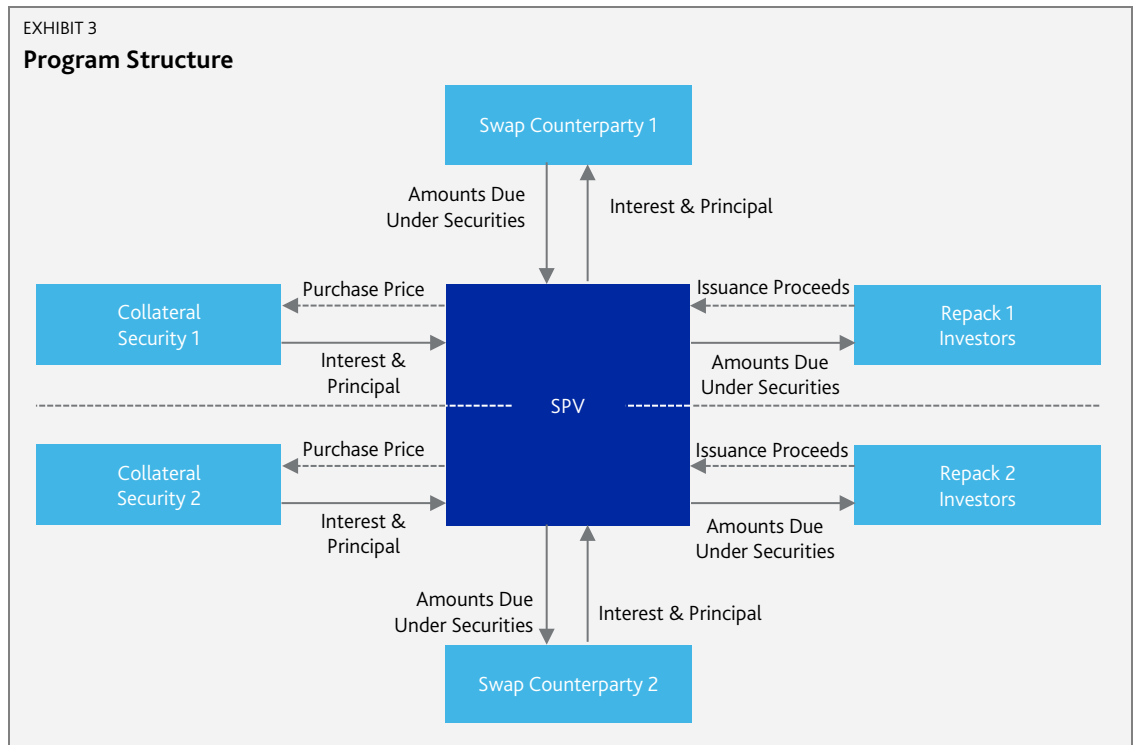 EXHIBIT 3
Program Structure
Swap Counterparty 1
Amounts Due
Under Securities
Interest & Principal
Collateral
Security 1
Purchase Price
Interest &
Principal
Issuance Proceeds
Amounts Due
Under Securities
Repack 1
Investors
SPV
Collateral
Security 2
Purchase Price
Interest &
Principal
Issuance Proceeds
Amounts Due
Under Securities
Repack 2
Investors
Amounts Due
Under Securities
Interest & Principal
Swap Counterparty 2